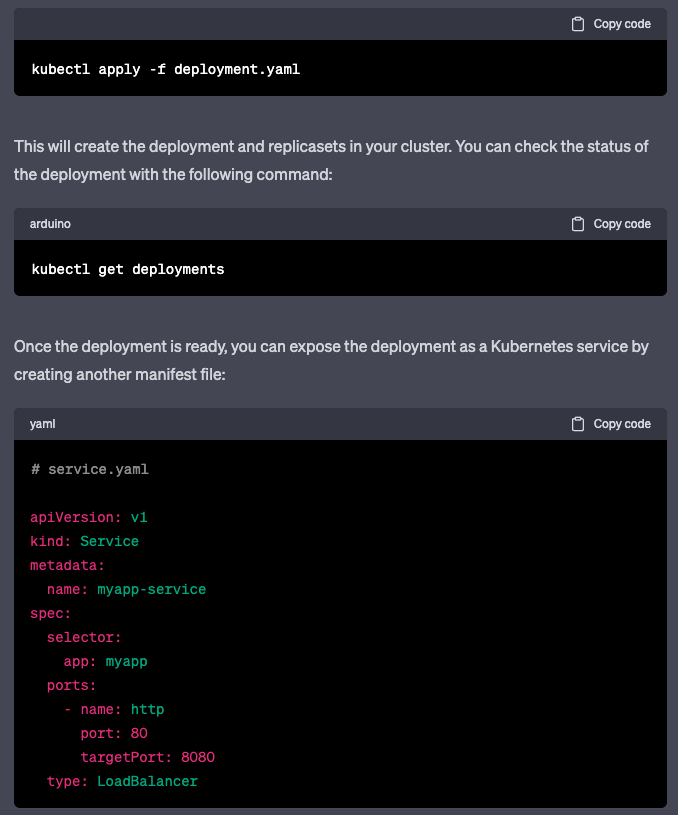 Copy code
kubectl apply -f deployment.yaml
This will create the deployment and replicasets in your cluster. You can check the status of
the deployment with the following command:
arduino Copy code
kubectl get deployments
Once the deployment is ready, you can expose the deployment as a Kubernetes service by
creating another manifest file:
yaml Copy code
# service.yaml
apiVersion: v1
kind: Service
metadata:
  name: myapp-service
spec:
  selector:
    app: myapp
  ports:
    - name: http
      port: 80
      targetPort: 8080
  type: LoadBalancer